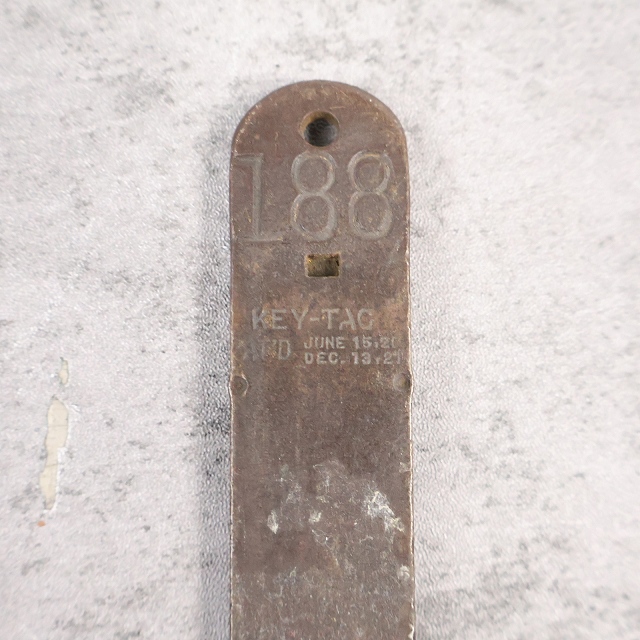 188
KEY-TAG
JUNE 15.20
DEC. 13.21